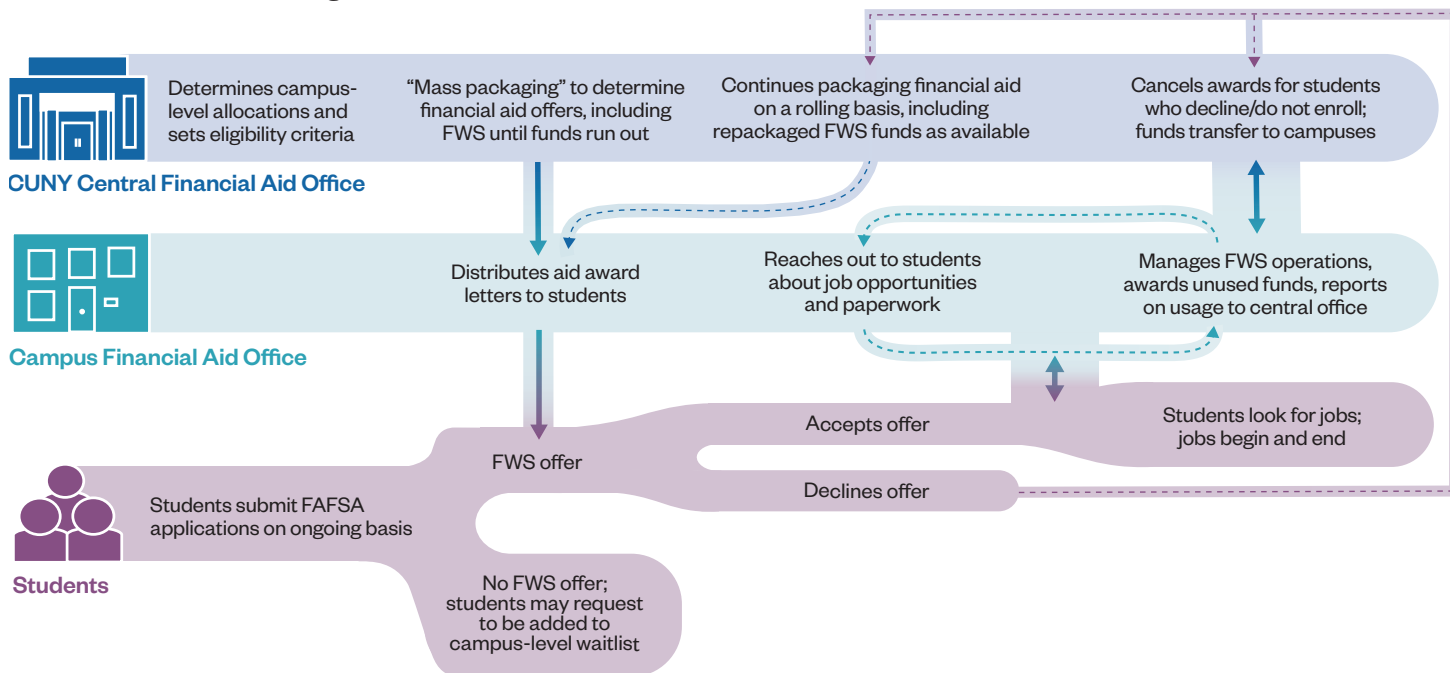 Determines campus-
level allocations and
sets eligibility criteria
“Mass packaging” to determine
financial aid offers, including
FWS until funds run out
Continues packaging financial aid
on a rolling basis, including
repackaged FWS funds as available
Cancels awards for students
who decline/do not enroll;
funds transfer to campuses
CUNY Central Financial Aid Office
Distributes aid award
letters to students
Reaches out to students
about job opportunities
and paperwork
Manages FWS operations,
awards unused funds, reports
on usage to central office
Campus Financial Aid Office
Students submit FAFSA
applications on ongoing basis
FWS offer
Accepts offer
Students look for jobs;
jobs begin and end
Declines offer
No FWS offer;
students may request
to be added to
campus-level waitlist
Students